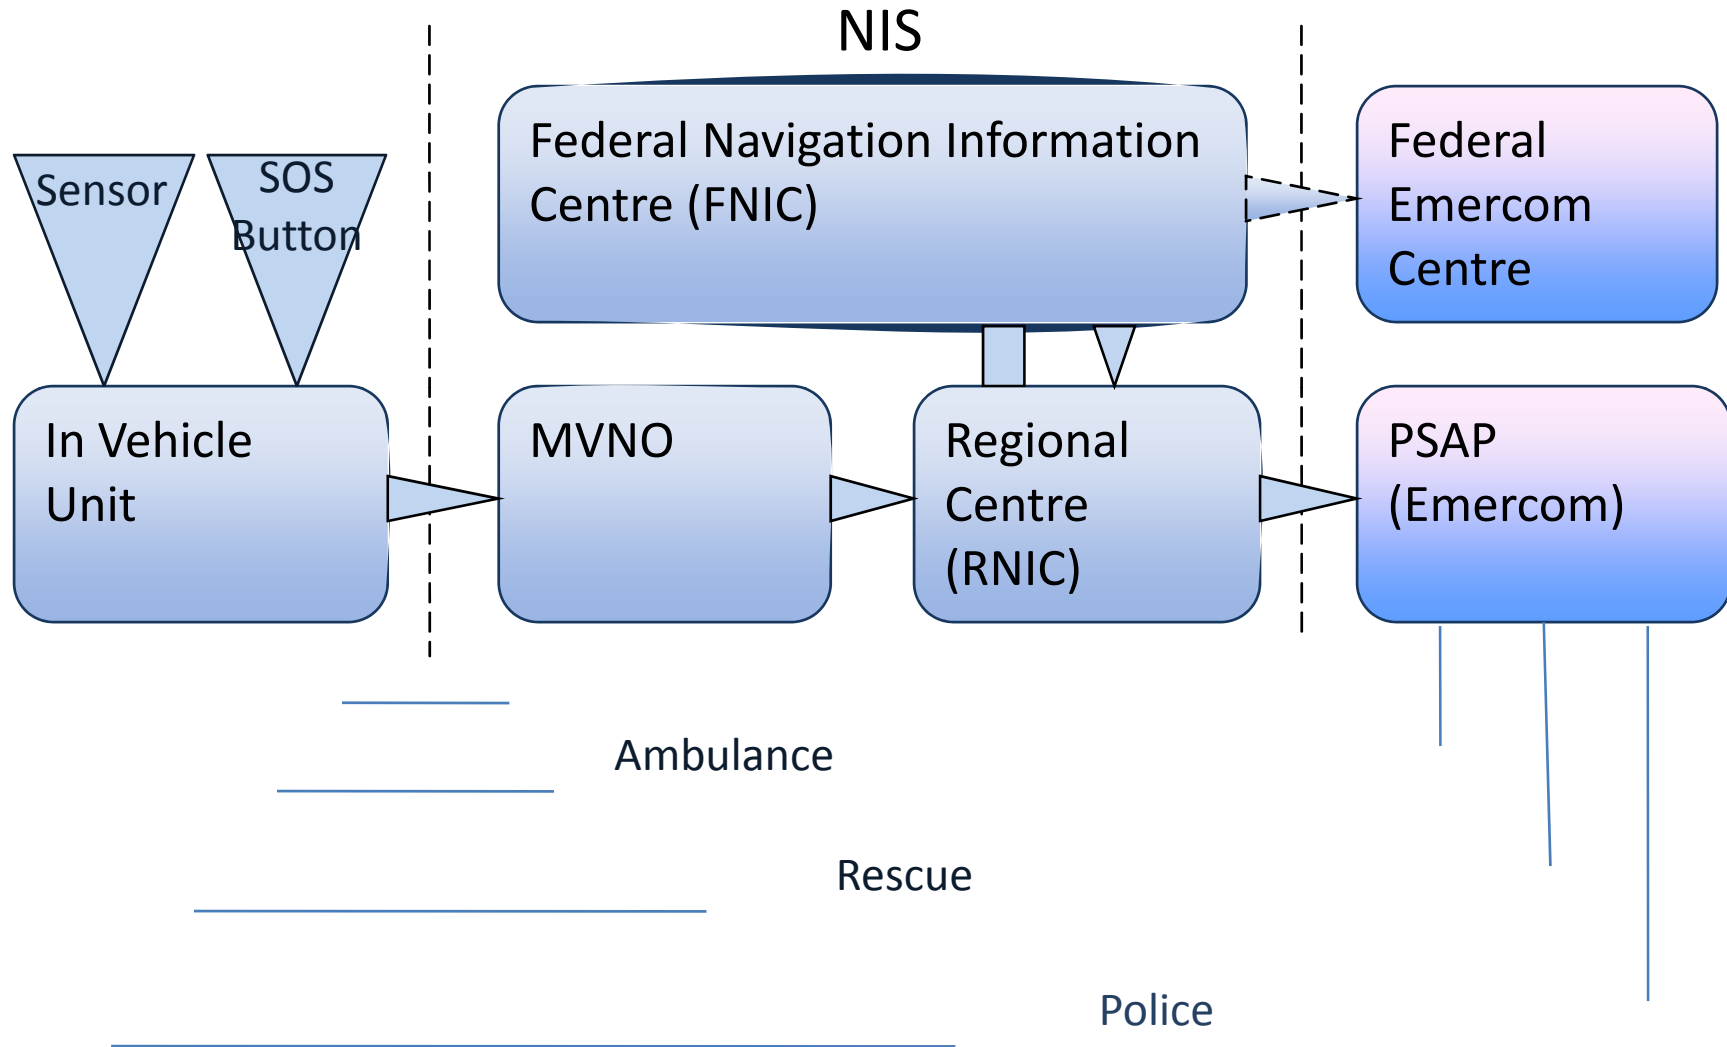 NIS
Federal Navigation Information
Centre (FNIC)
Federal
Emercom
Centre
Sensor
SOS
Button
In Vehicle
Unit
MVNO
Regional
Centre
(RNIC)
PSAP
(Emercom)
Ambulance
Rescue
Police